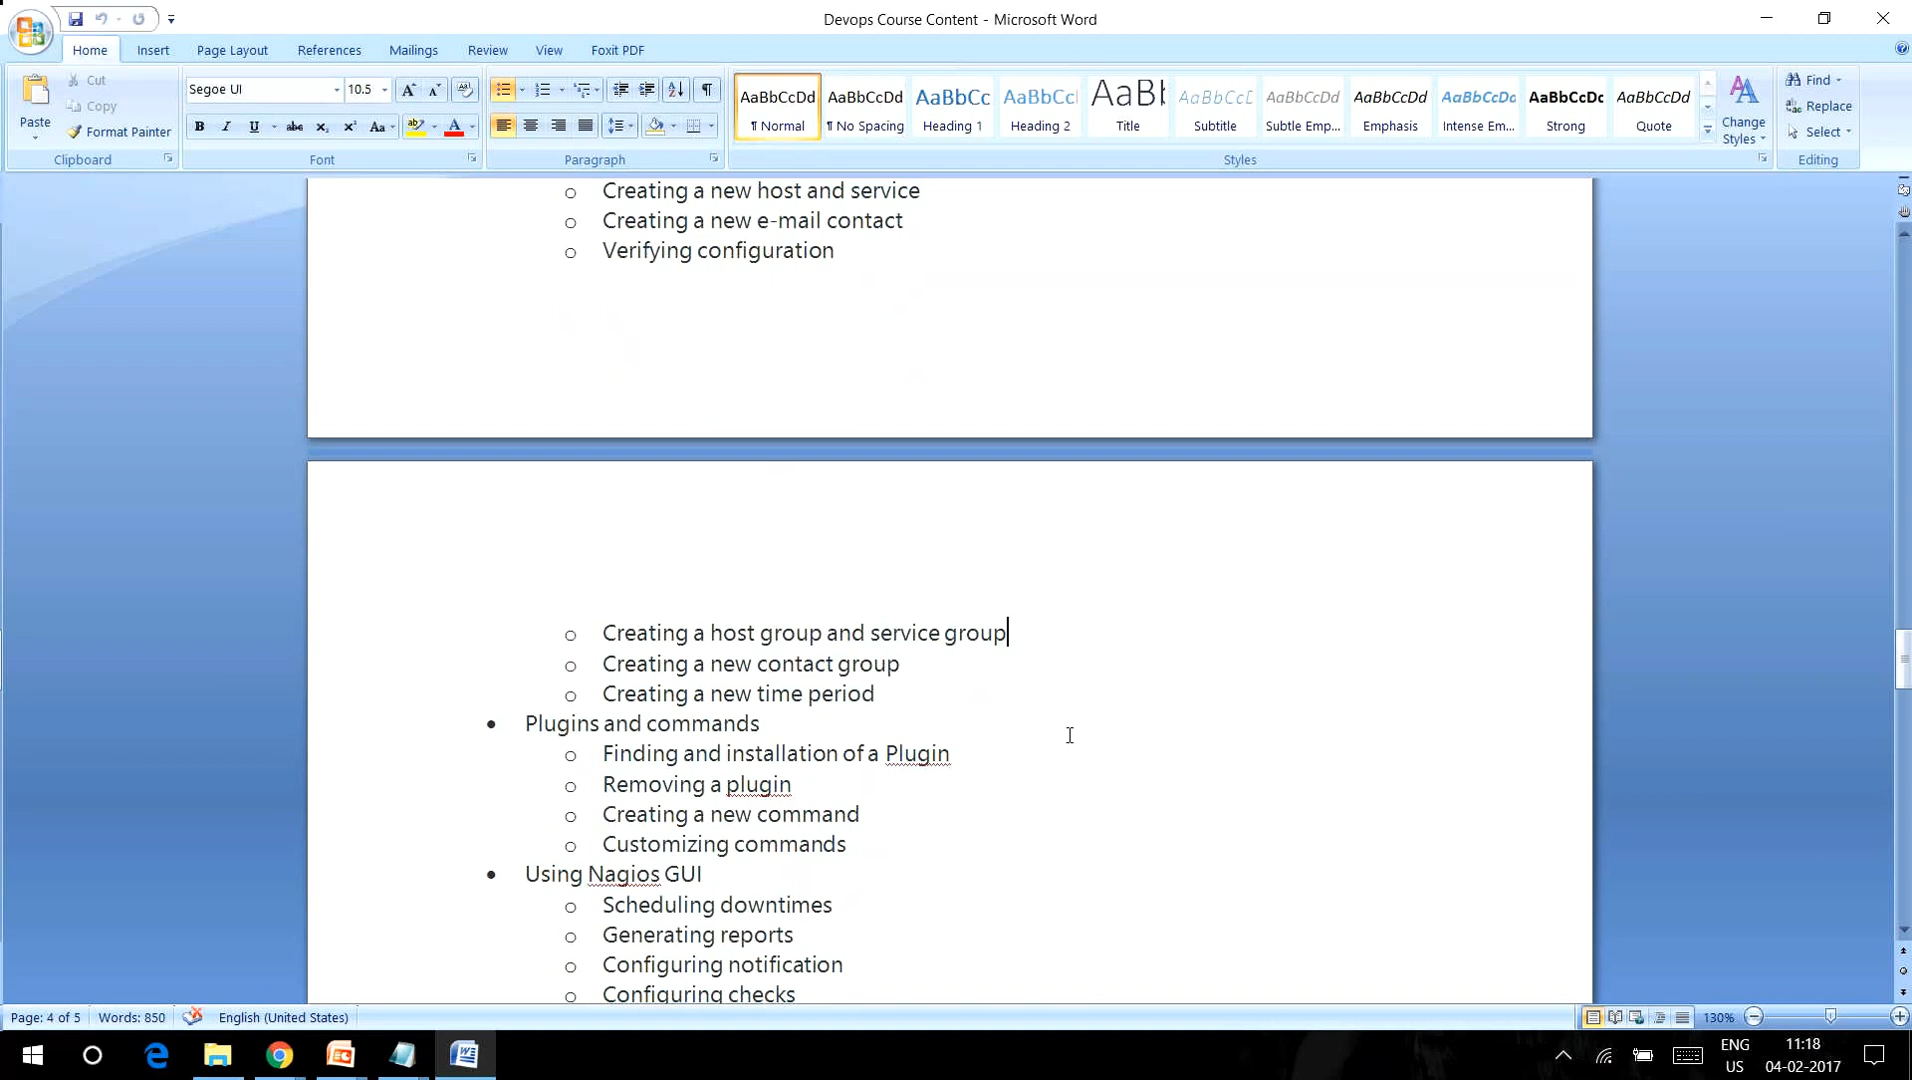 Devops Course Content - Microsoft Word
Home Insert Page Layout References Mailings Review View Foxit PDF
Paste
Cut
Copy
Format Painter
Clipboard
Segoe UI 10.5
Font
Paragraph
AaBbCcDd AaBbCcDd AaBbCc AaBbCcI AaBb AaBbCcD AaBbCcDd AaBbCcDd AaBbCcDd AaBbCcDc AaBbCcDd
¶ Normal ¶ No Spacing Heading 1 Heading 2 Title Subtitle Subtle Emp... Emphasis Intense Em... Strong Quote
Change Styles
Styles
Find
Replace
Select
Editing
o Creating a new host and service
o Creating a new e-mail contact
o Verifying configuration
o Creating a host group and service group
o Creating a new contact group
o Creating a new time period
• Plugins and commands
o Finding and installation of a Plugin
o Removing a plugin
o Creating a new command
o Customizing commands
• Using Nagios GUI
o Scheduling downtimes
o Generating reports
o Configuring notification
o Configuring checks
Page: 4 of 5 Words: 850 English (United States) 130%
ENG
US
11:18
04-02-2017